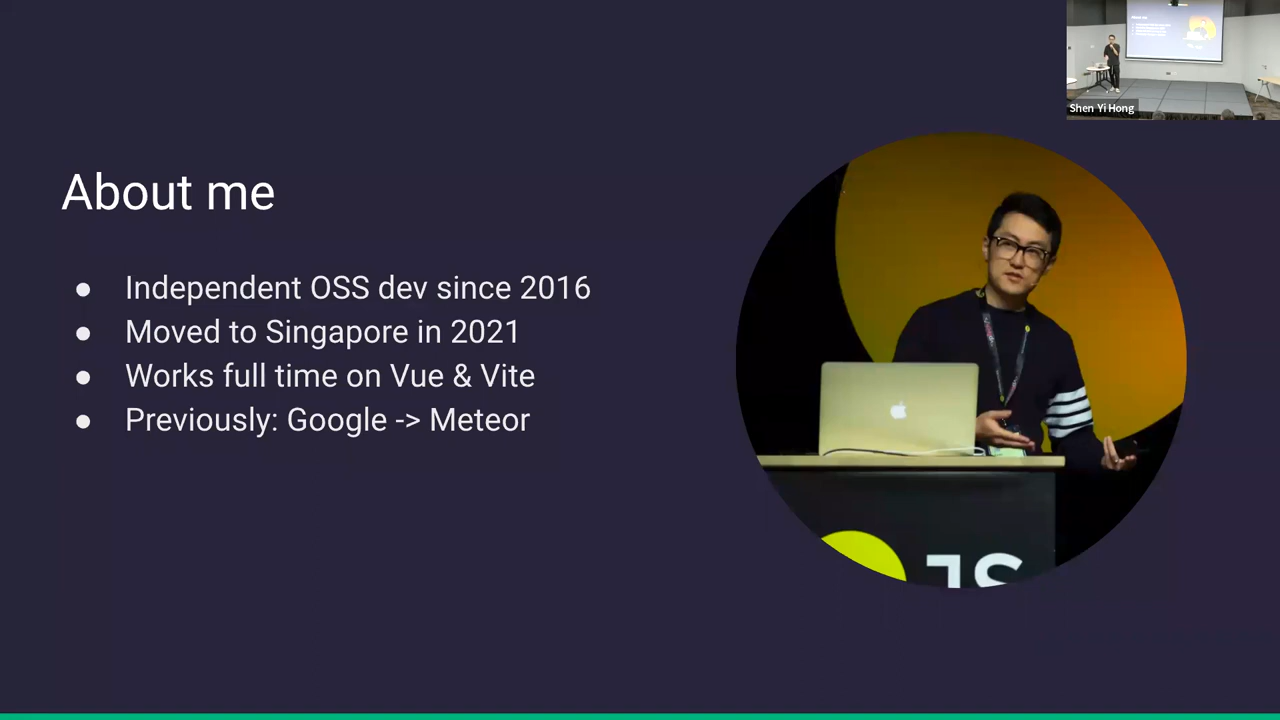 Shen Yi Hong
About me
● Independent OSS dev since 2016
● Moved to Singapore in 2021
● Works full time on Vue & Vite
● Previously: Google -> Meteor
JS